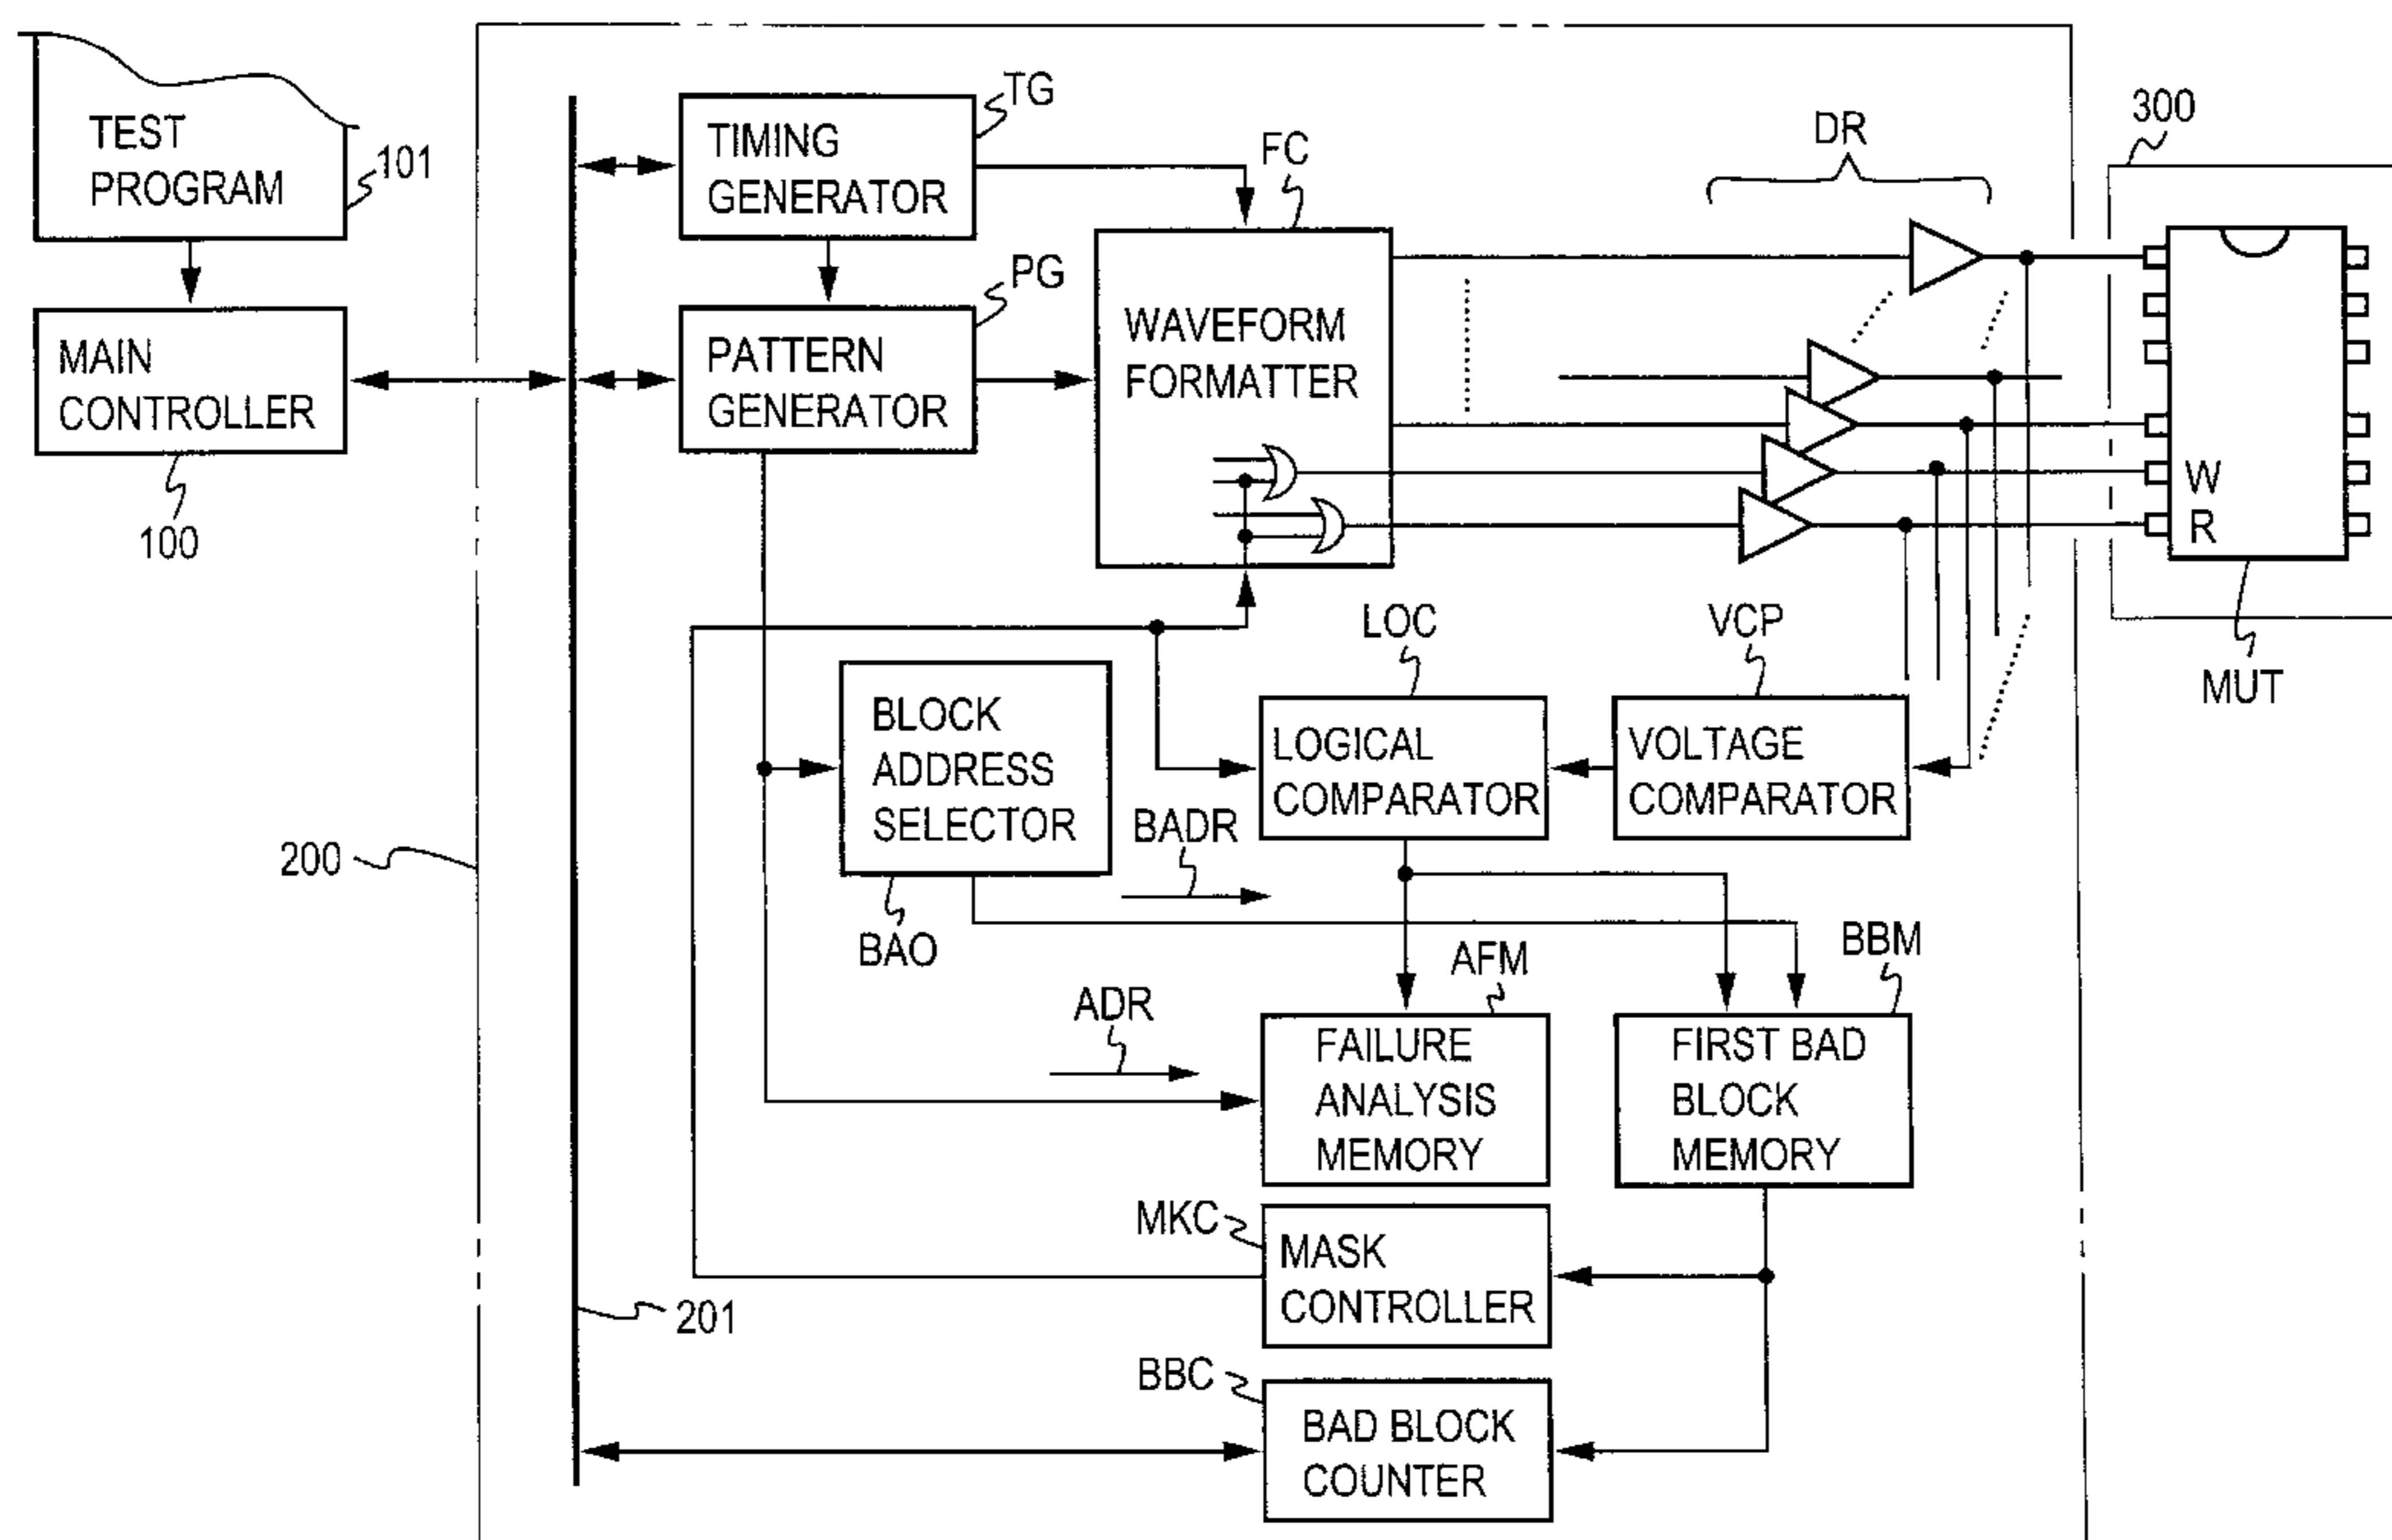 TEST
PROGRAM
101
MAIN
CONTROLLER
100
200
201
TIMING
GENERATOR
TG
PATTERN
GENERATOR
PG
WAVEFORM
FORMATTER
FC
DR
300
W
R
MUT
BLOCK
ADDRESS
SELECTOR
BAO
BADR
ADR
LOC
LOGICAL
COMPARATOR
VCP
VOLTAGE
COMPARATOR
AFM
FAILURE
ANALYSIS
MEMORY
BBM
FIRST BAD
BLOCK
MEMORY
MKC
MASK
CONTROLLER
BBC
BAD BLOCK
COUNTER